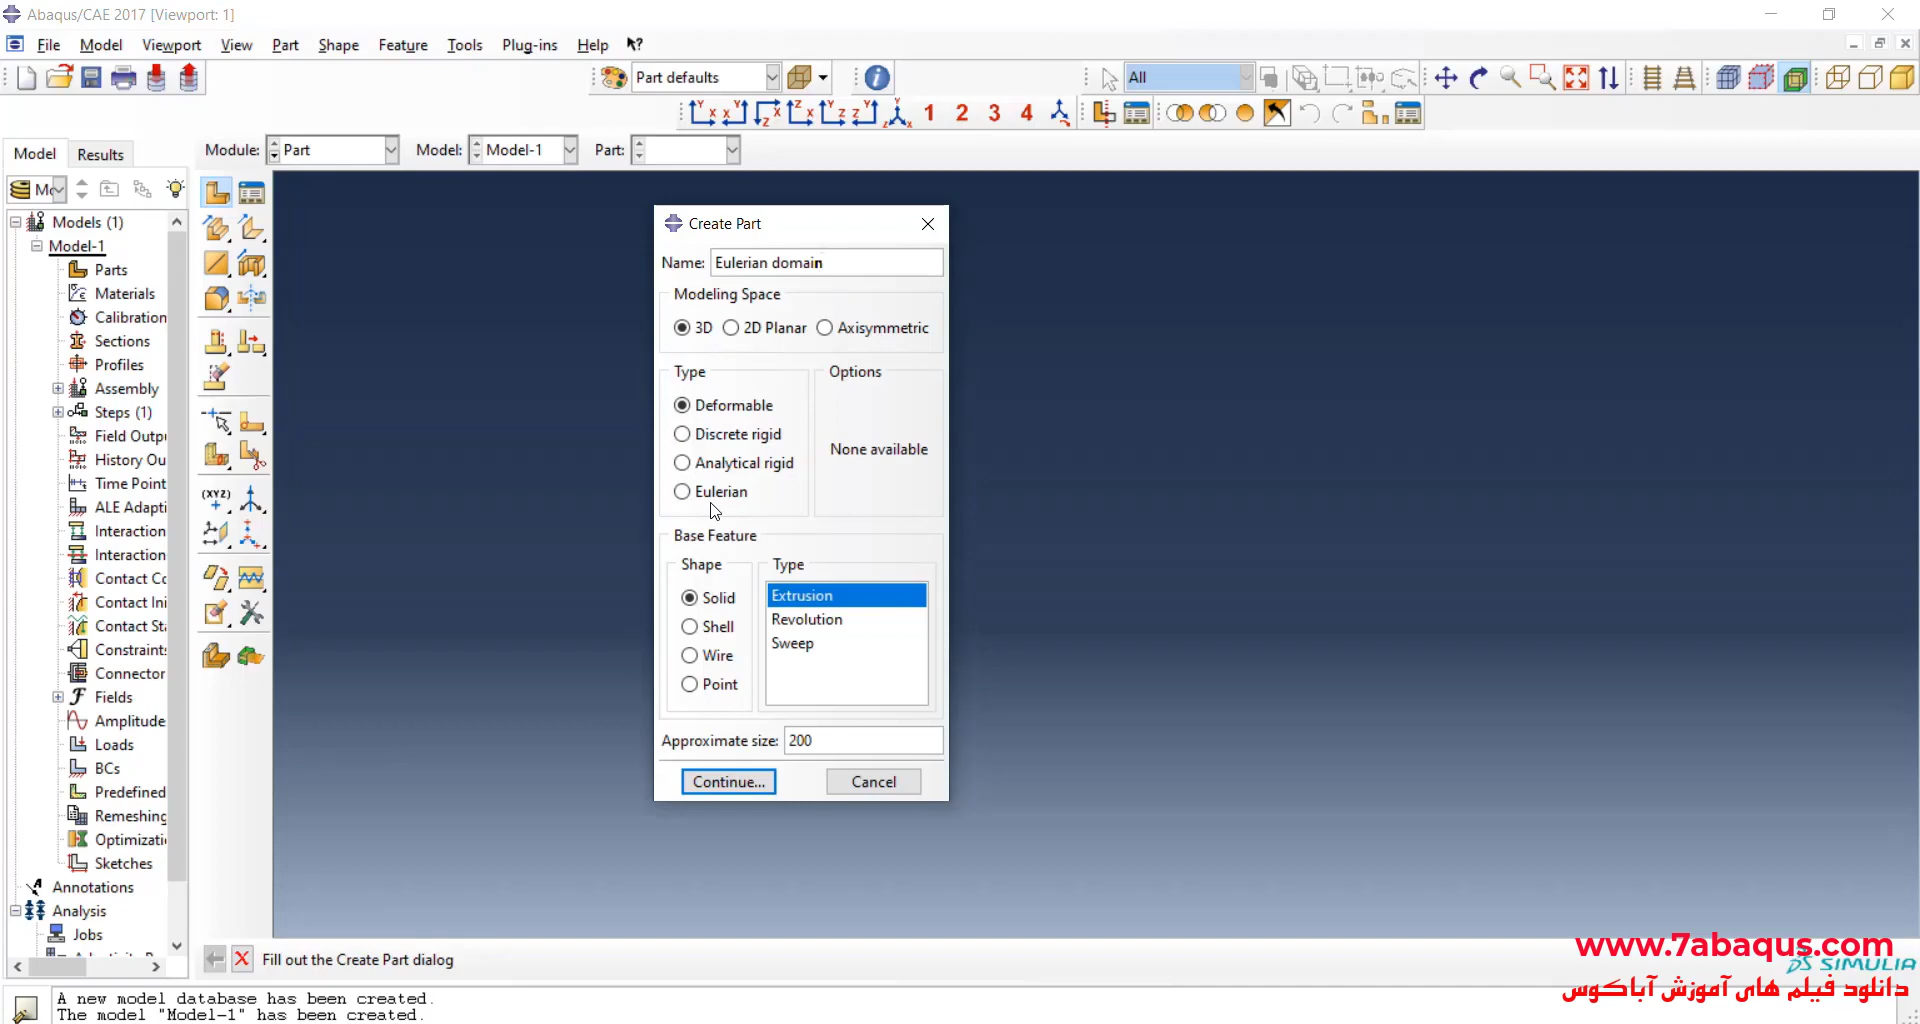 Abaqus/CAE 2017 [Viewport: 1]
File Model Viewport View Part Shape Feature Tools Plug-ins Help
Part defaults
All
1 2 3 4
Model Results
Module: Part Model: Model-1 Part:
Models (1)
Model-1
Parts
Materials
Calibration
Sections
Profiles
Assembly
Steps (1)
Field Outp
History Ou
Time Point
ALE Adapti
Interaction
Interaction
Contact Co
Contact Ini
Contact Sta
Constraints
Connector
Fields
Amplitude
Loads
BCs
Predefined
Remeshing
Optimizati
Sketches
Annotations
Analysis
Jobs
(XYZ)
Create Part
Name: Eulerian domain
Modeling Space
3D 2D Planar Axisymmetric
Type
Options
Deformable
Discrete rigid
Analytical rigid
Eulerian
None available
Base Feature
Shape
Type
Solid
Shell
Wire
Point
Extrusion
Revolution
Sweep
Approximate size: 200
Continue... Cancel
Fill out the Create Part dialog
www.7abaqus.com
SIMULIA
دانلود فیلم های آموزش آباکوس
A new model database has been created.
The model "Model-1" has been created.